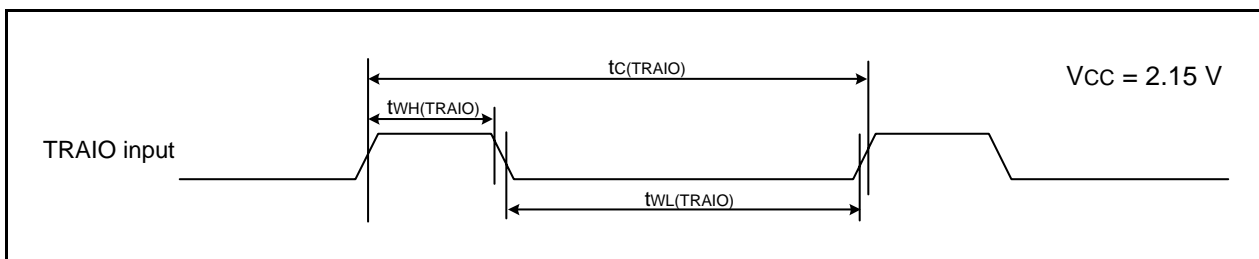 tC(TRAIO)
VCC = 2.15 V
tWH(TRAIO)
TRAIO input
tWL(TRAIO)